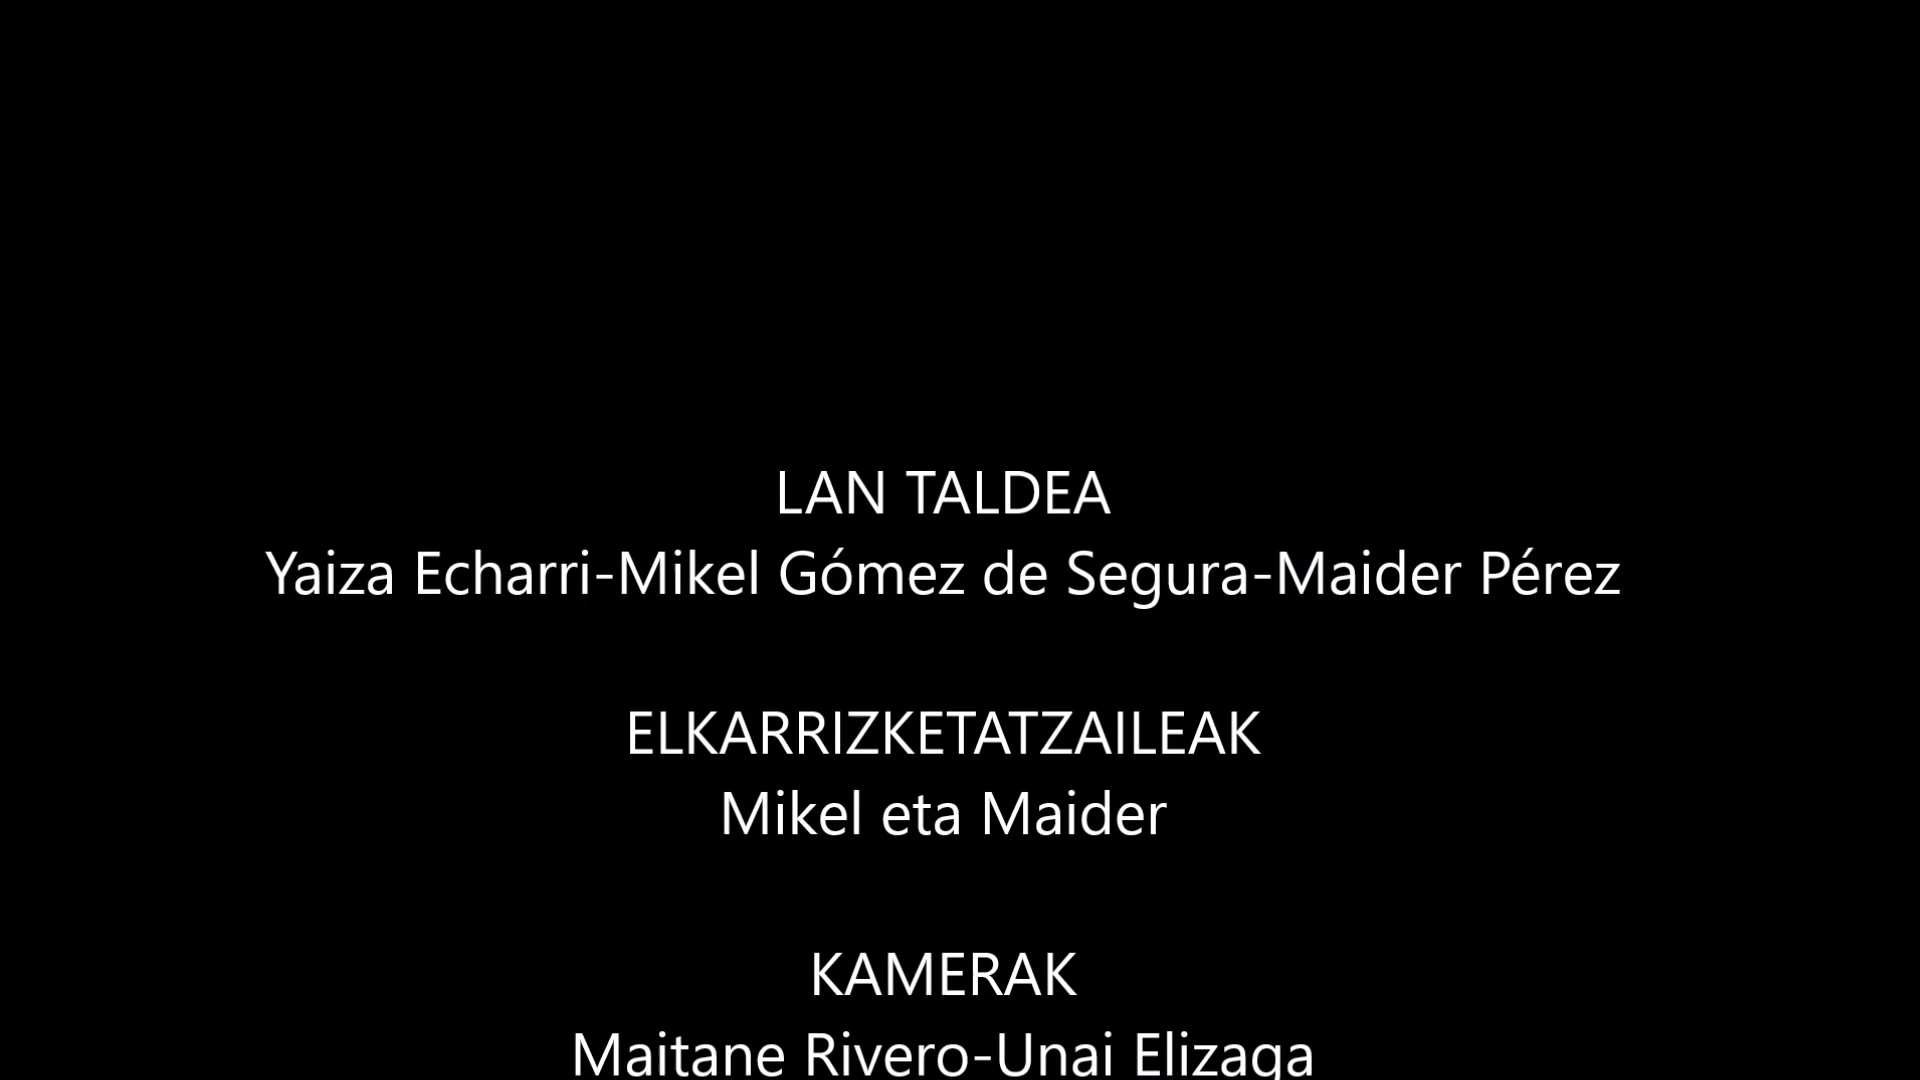 LAN TALDEA
Yaiza Echarri-Mikel Gómez de Segura-Maider Pérez
ELKARRIZKETATZAILEAK
Mikel eta Maider
KAMERAK
Maitane Rivero-Unai Elizaga